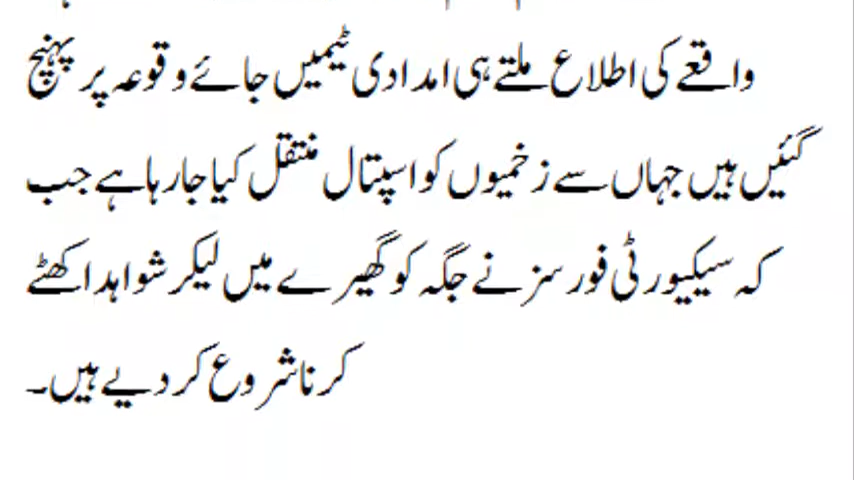 واقعے کی اطلاع ملتے ہی امدادی ٹیمیں جائے وقوعہ پر پہنچ
گئیں ہیں جہاں سے زخمیوں کو اسپتال منتقل کیا جارہا ہے جب
کہ سیکیورٹی فورسز نے جگہ کو گھیرے میں لیکر شواہد اکھٹے
کرنا شروع کردیے ہیں۔